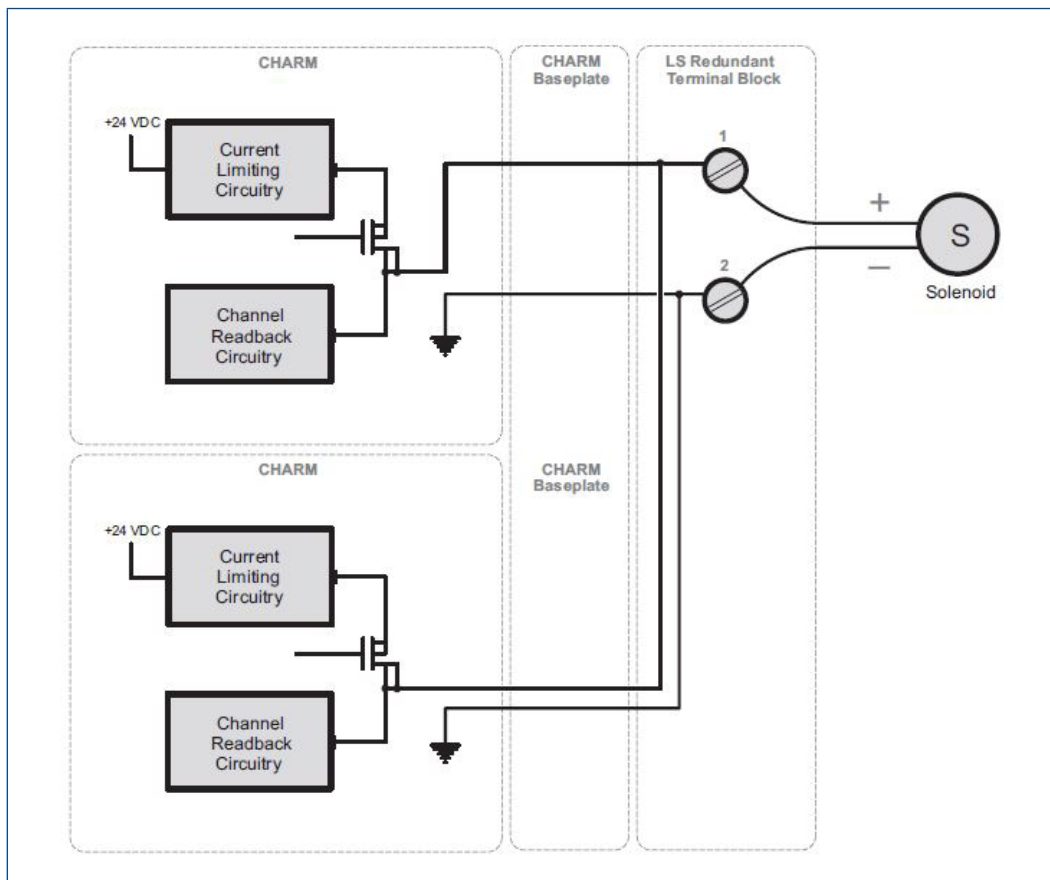 CHARM
CHARM
Baseplate
LS Redundant
Terminal Block
+24 VDC
Current
Limiting
Circuitry
1
+
S
2
−
Solenoid
Channel
Readback
Circuitry
CHARM
CHARM
Baseplate
+24 VDC
Current
Limiting
Circuitry
Channel
Readback
Circuitry